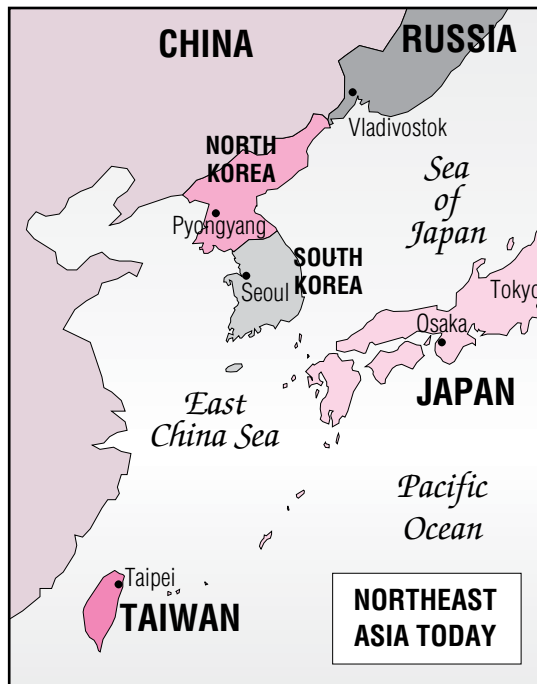 CHINA
RUSSIA
Vladivostok
NORTH
KOREA
Sea
of
Japan
Pyongyang
SOUTH
KOREA
Seoul
Tokyo
Osaka
JAPAN
East
China Sea
Pacific
Ocean
Taipei
TAIWAN
NORTHEAST
ASIA TODAY